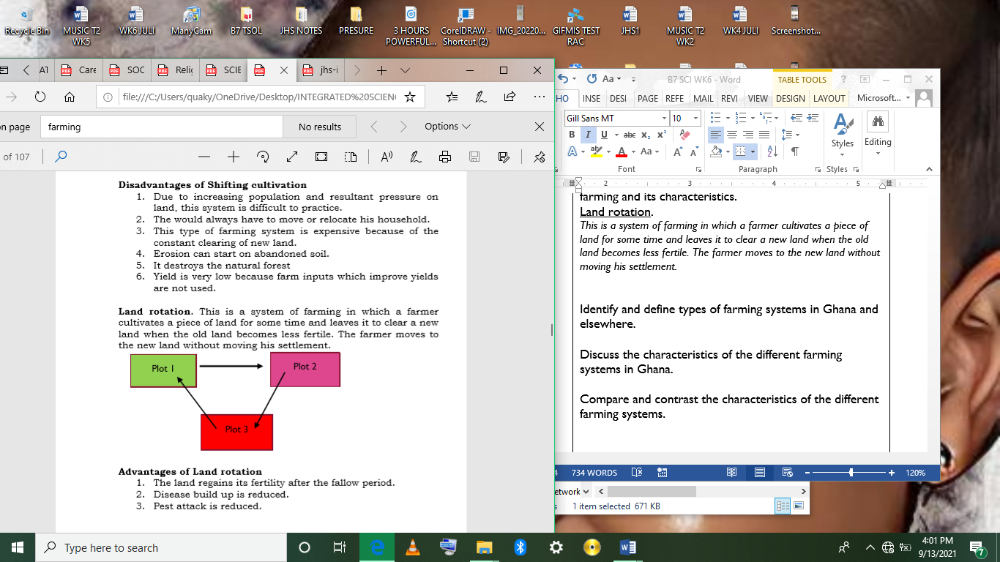 Recycle Bin
MUSIC T2 WK5
WK6 JULI
ManyCam
B7 TSOL
JHS NOTES
PRESURE
3 HOURS POWERFUL...
CorelDRAW - Shortcut (2)
IMG_20220...
GIFMIS TEST RAC
JHS1
MUSIC T2 WK2
WK4 JULI
Screenshot...
AT
Care
SOC
Relig
SCIE
jhs-i
file:///C:/Users/quaky/OneDrive/Desktop/INTEGRATED%20SCIEN
n page
farming
No results
Options
of 107
Disadvantages of Shifting cultivation
1. Due to increasing population and resultant pressure on
land, this system is difficult to practice.
2. The would always have to move or relocate his household.
3. This type of farming system is expensive because of the
constant clearing of new land.
4. Erosion can start on abandoned soil.
5. It destroys the natural forest
6. Yield is very low because farm inputs which improve yields
are not used.
Land rotation. This is a system of farming in which a farmer
cultivates a piece of land for some time and leaves it to clear a new
land when the old land becomes less fertile. The farmer moves to
the new land without moving his settlement.
Plot 1
Plot 2
Plot 3
Advantages of Land rotation
1. The land regains its fertility after the fallow period.
2. Disease build up is reduced.
3. Pest attack is reduced.
Aa
B7 SCI WK6 - Word
TABLE TOOLS
?
HO INSE DESI PAGE REFE MAIL REVI VIEW DESIGN LAYOUT Microsoft...
Gill Sans MT 10
B I U abc x₂ x²
A aby A Aa A A
Styles
Editing
Font
Paragraph
Styles
2 3 4 5
farming and its characteristics.
Land rotation.
This is a system of farming in which a farmer cultivates a piece of
land for some time and leaves it to clear a new land when the old
land becomes less fertile. The farmer moves to the new land without
moving his settlement.
Identify and define types of farming systems in Ghana and
elsewhere.
Discuss the characteristics of the different farming
systems in Ghana.
Compare and contrast the characteristics of the different
farming systems.
4 734 WORDS
120%
etwork
s 1 item selected 671 KB
Type here to search
4:01 PM
9/13/2021
7